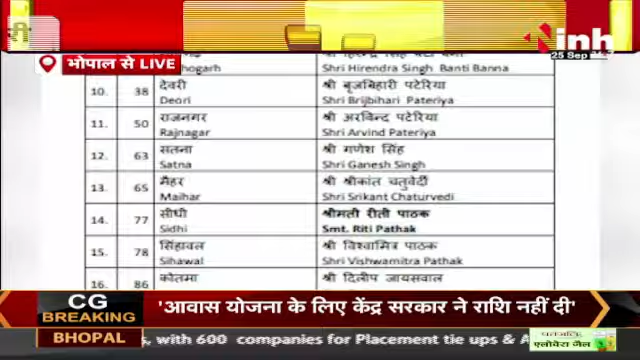 री
inh
25 Sep
भोपाल से LIVE
Shri Hirendra Singh Banti Banna
10. 38 देवरी श्री बृजबिहारी पटेरिया
Deori Shri Brijbihari Pateriya
11. 50 राजनगर श्री अरविन्द पटेरिया
Rajnagar Shri Arvind Pateriya
12. 63 सतना श्री गणेश सिंह
Satna Shri Ganesh Singh
13. 65 मैहर श्री श्रीकांत चतुर्वेदी
Maihar Shri Srikant Chaturvedi
14. 77 सीधी श्रीमती रीती पाठक
Sidhi Smt. Riti Pathak
15. 78 सिंहावल श्री विश्वामित्र पाठक
Sihawal Shri Vishwamitra Pathak
16. 86 कोतमा श्री दिलीप जायसवाल
CG
BREAKING
'आवास योजना के लिए केंद्र सरकार ने राशि नहीं दी'
BHOPAL
with 600 companies for Placement tie ups &
पतंजलि
एलोवेरा जैल